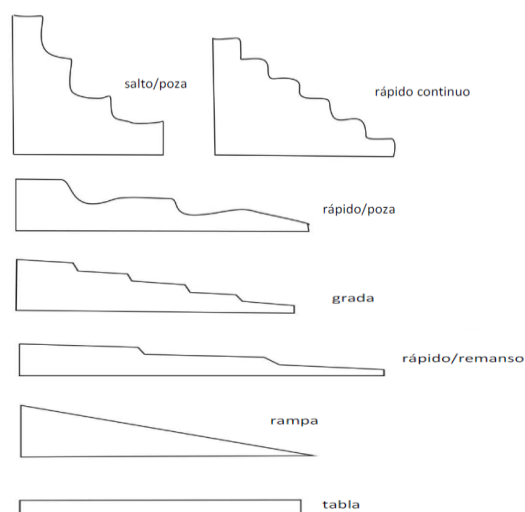 salto/poza
rápido continuo
rápido/poza
grada
rápido/remanso
rampa
tabla